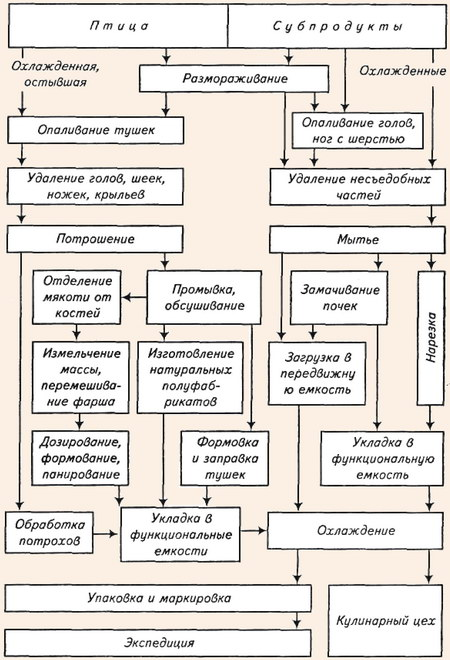 Птица
Субпродукты
Охлажденная,
остывшая
Размораживание
Охлажденные
Опаливание тушек
Опаливание голов,
ног с шерстью
Удаление голов, шеек,
ножек, крыльев
Удаление несъедобных
частей
Потрошение
Мытье
Отделение
мякоти от
костей
Промывка,
обсушивание
Замачивание
почек
Нарезка
Измельчение
массы,
перемешива-
ние фарша
Изготовление
натуральных
полуфаб-
рикатов
Загрузка в
передвижну
ю емкость
Дозирование,
формование,
панирование
Формовка
и заправка
тушек
Укладка в
функциональную
емкость
Обработка
потрохов
Укладка в
функциональные
емкости
Охлаждение
Упаковка и маркировка
Кулинарный цех
Экспедиция